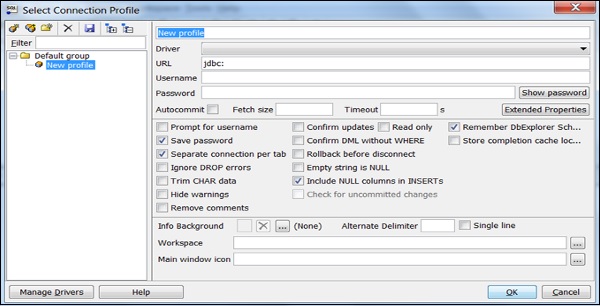 Select Connection Profile
Filter
Default group
New profile
New profile
Driver
URL jdbc:
Username
Password Show password
Autocommit Fetch size Timeout s Extended Properties
Prompt for username Confirm updates Read only Remember DbExplorer Sch...
Save password Confirm DML without WHERE Store completion cache loc...
Separate connection per tab Rollback before disconnect
Ignore DROP errors Empty string is NULL
Trim CHAR data Include NULL columns in INSERTs
Hide warnings Check for uncommitted changes
Remove comments
Info Background ... (None) Alternate Delimiter Single line
Workspace ...
Main window icon ...
Manage Drivers Help OK Cancel